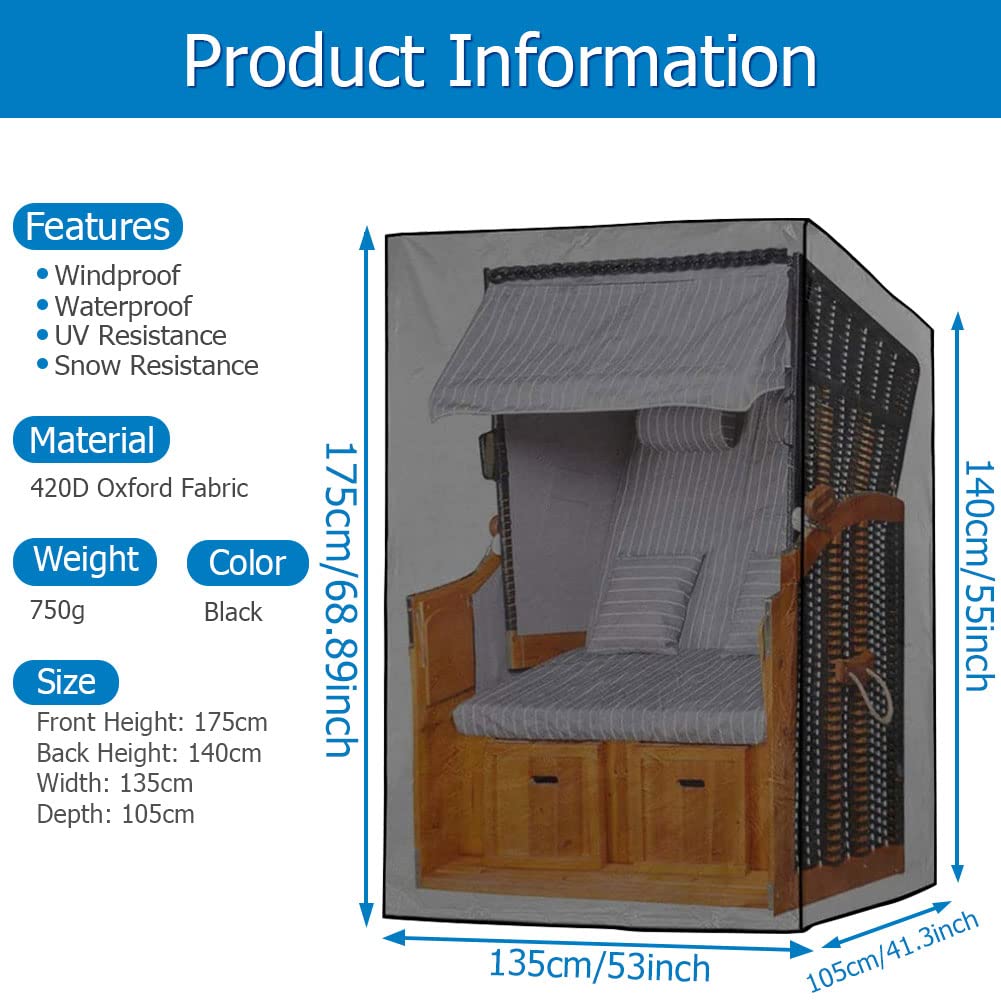 Product Information
Features
Windproof
Waterproof
UV Resistance
Snow Resistance
Material
420D Oxford Fabric
Weight
750g
Color
Black
Size
Front Height: 175cm
Back Height: 140cm
Width: 135cm
Depth: 105cm
175cm/68.89inch
140cm/55inch
135cm/53inch
105cm/41.3inch